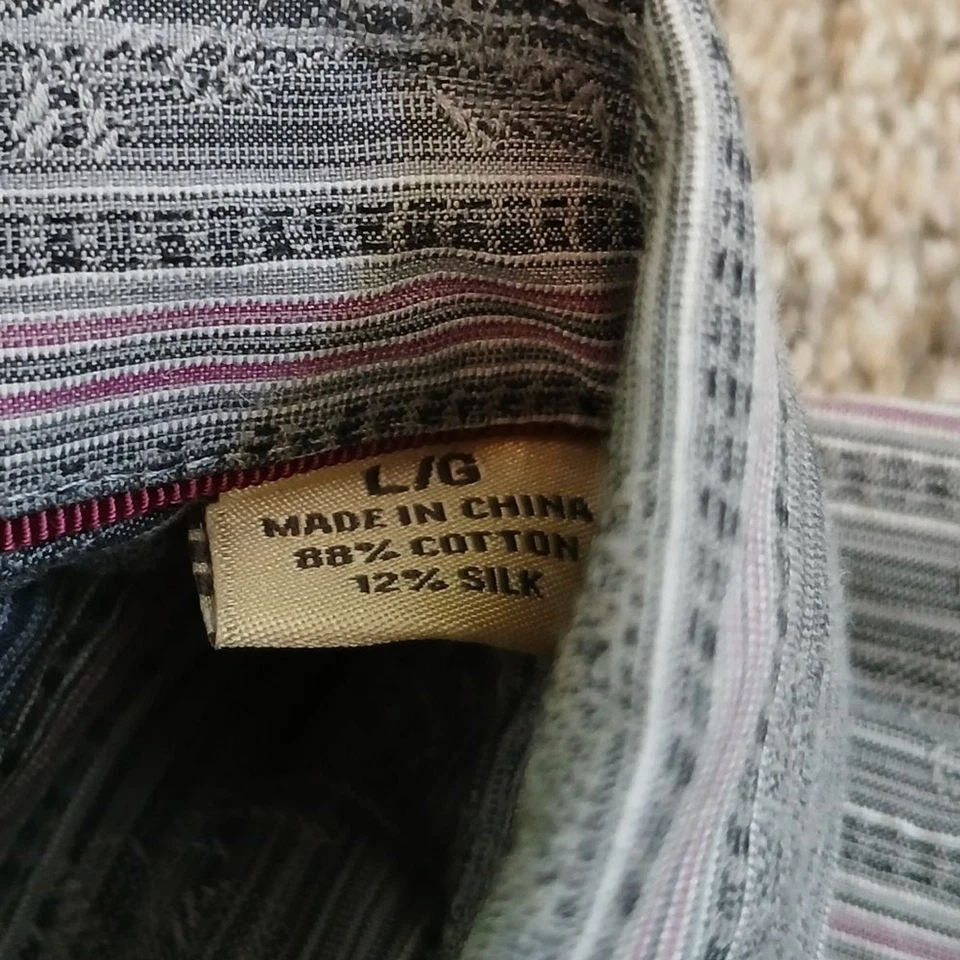 L/G
MADE IN CHINA
88% COTTON
12% SILK